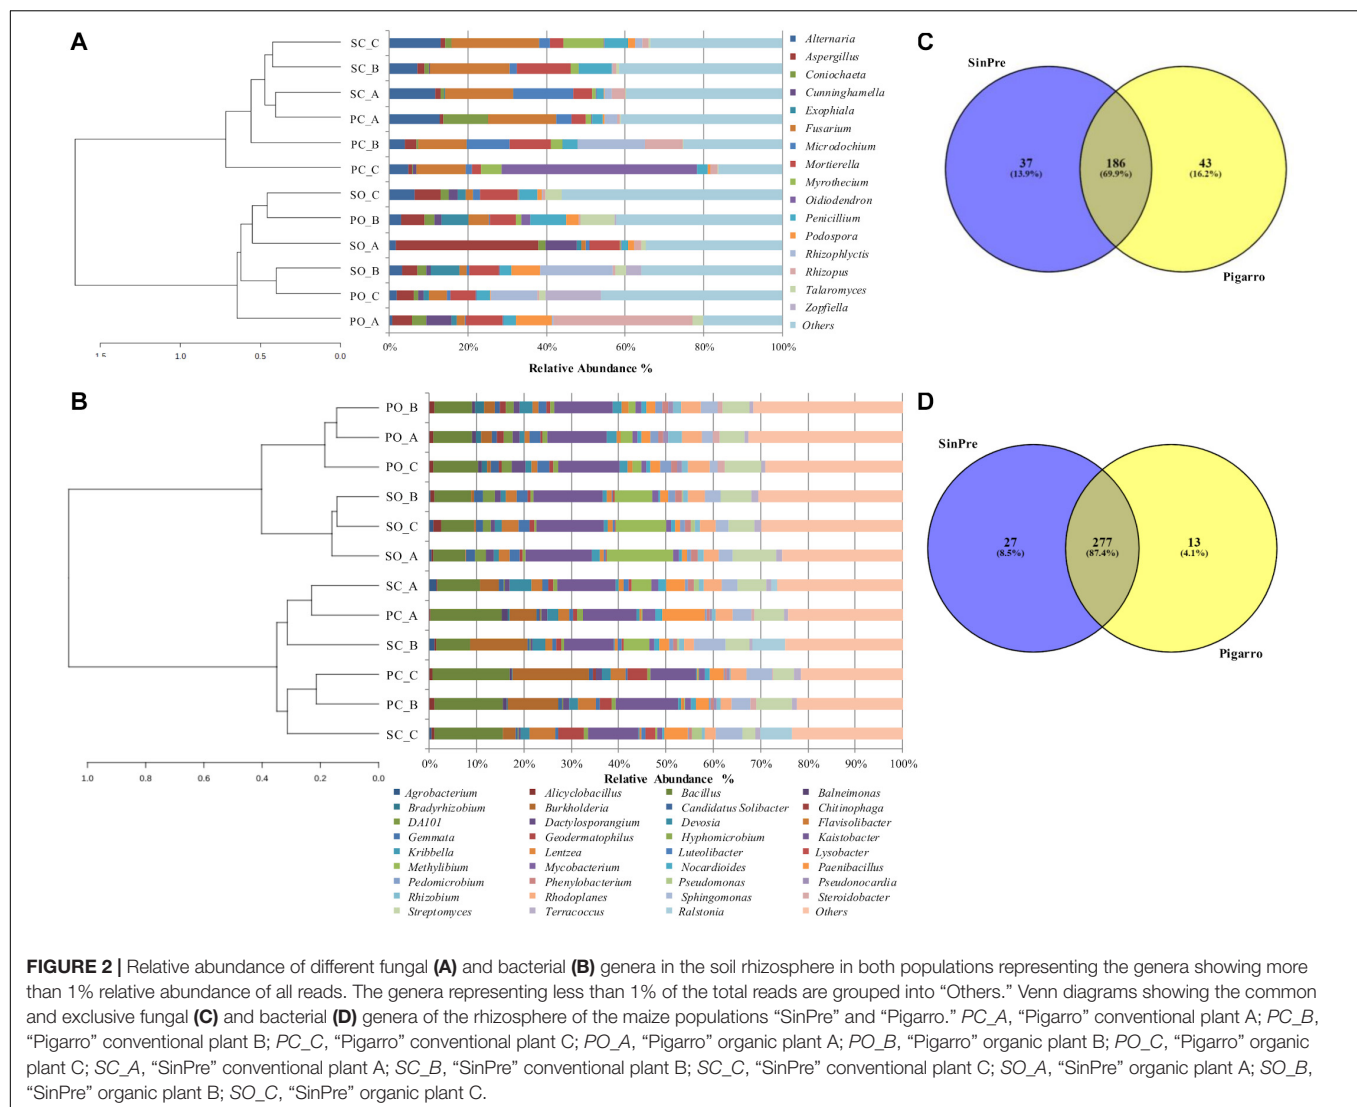 A
SC_C
SC_B
SC_A
PC_A
PC_B
PC_C
SO_C
PO_B
SO_A
SO_B
PO_C
PO_A
1.5 1.0 0.5 0.0
0% 20% 40% 60% 80% 100%
Relative Abundance %
Alternaria
Aspergillus
Coniochaeta
Cunninghamella
Exophiala
Fusarium
Microdochium
Mortierella
Myrothecium
Oidiodendron
Penicillium
Podospora
Rhizophlyctis
Rhizopus
Talaromyces
Zopfiella
Others
C
SinPre
37
(13.9%)
186
(69.9%)
43
(16.2%)
Pigarro
B
PO_B
PO_A
PO_C
SO_B
SO_C
SO_A
SC_A
PC_A
SC_B
PC_C
PC_B
SC_C
1.0 0.8 0.6 0.4 0.2 0.0
0% 10% 20% 30% 40% 50% 60% 70% 80% 90% 100%
Relative Abundance %
Agrobacterium Alicyclobacillus Bacillus Balneimonas
Bradyrhizobium Burkholderia Candidatus Solibacter Chitinophaga
DA101 Dactylosporangium Devosia Flavisolibacter
Gemmata Geodermatophilus Hyphomicrobium Kaistobacter
Kribbella Lentzea Luteolibacter Lysobacter
Methylibium Mycobacterium Nocardioides Paenibacillus
Pedomicrobium Phenylobacterium Pseudomonas Pseudonocardia
Rhizobium Rhodoplanes Sphingomonas Steroidobacter
Streptomyces Terracoccus Ralstonia Others
D
SinPre
27
(8.5%)
277
(87.4%)
13
(4.1%)
Pigarro
FIGURE 2 | Relative abundance of different fungal (A) and bacterial (B) genera in the soil rhizosphere in both populations representing the genera showing more
than 1% relative abundance of all reads. The genera representing less than 1% of the total reads are grouped into “Others.” Venn diagrams showing the common
and exclusive fungal (C) and bacterial (D) genera of the rhizosphere of the maize populations “SinPre” and “Pigarro.” PC_A, “Pigarro” conventional plant A; PC_B,
“Pigarro” conventional plant B; PC_C, “Pigarro” conventional plant C; PO_A, “Pigarro” organic plant A; PO_B, “Pigarro” organic plant B; PO_C, “Pigarro” organic
plant C; SC_A, “SinPre” conventional plant A; SC_B, “SinPre” conventional plant B; SC_C, “SinPre” conventional plant C; SO_A, “SinPre” organic plant A; SO_B,
“SinPre” organic plant B; SO_C, “SinPre” organic plant C.